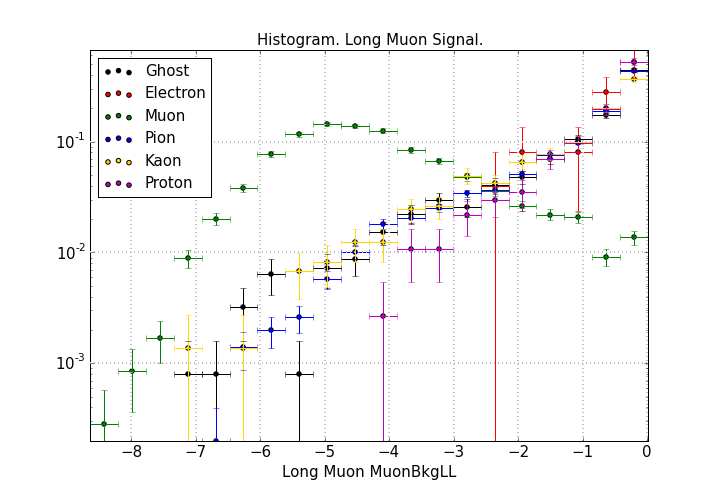 Histogram. Long Muon Signal.
Ghost
Electron
Muon
Pion
Kaon
Proton
10⁻¹
10⁻²
10⁻³
−8 −7 −6 −5 −4 −3 −2 −1 0
Long Muon MuonBkgLL